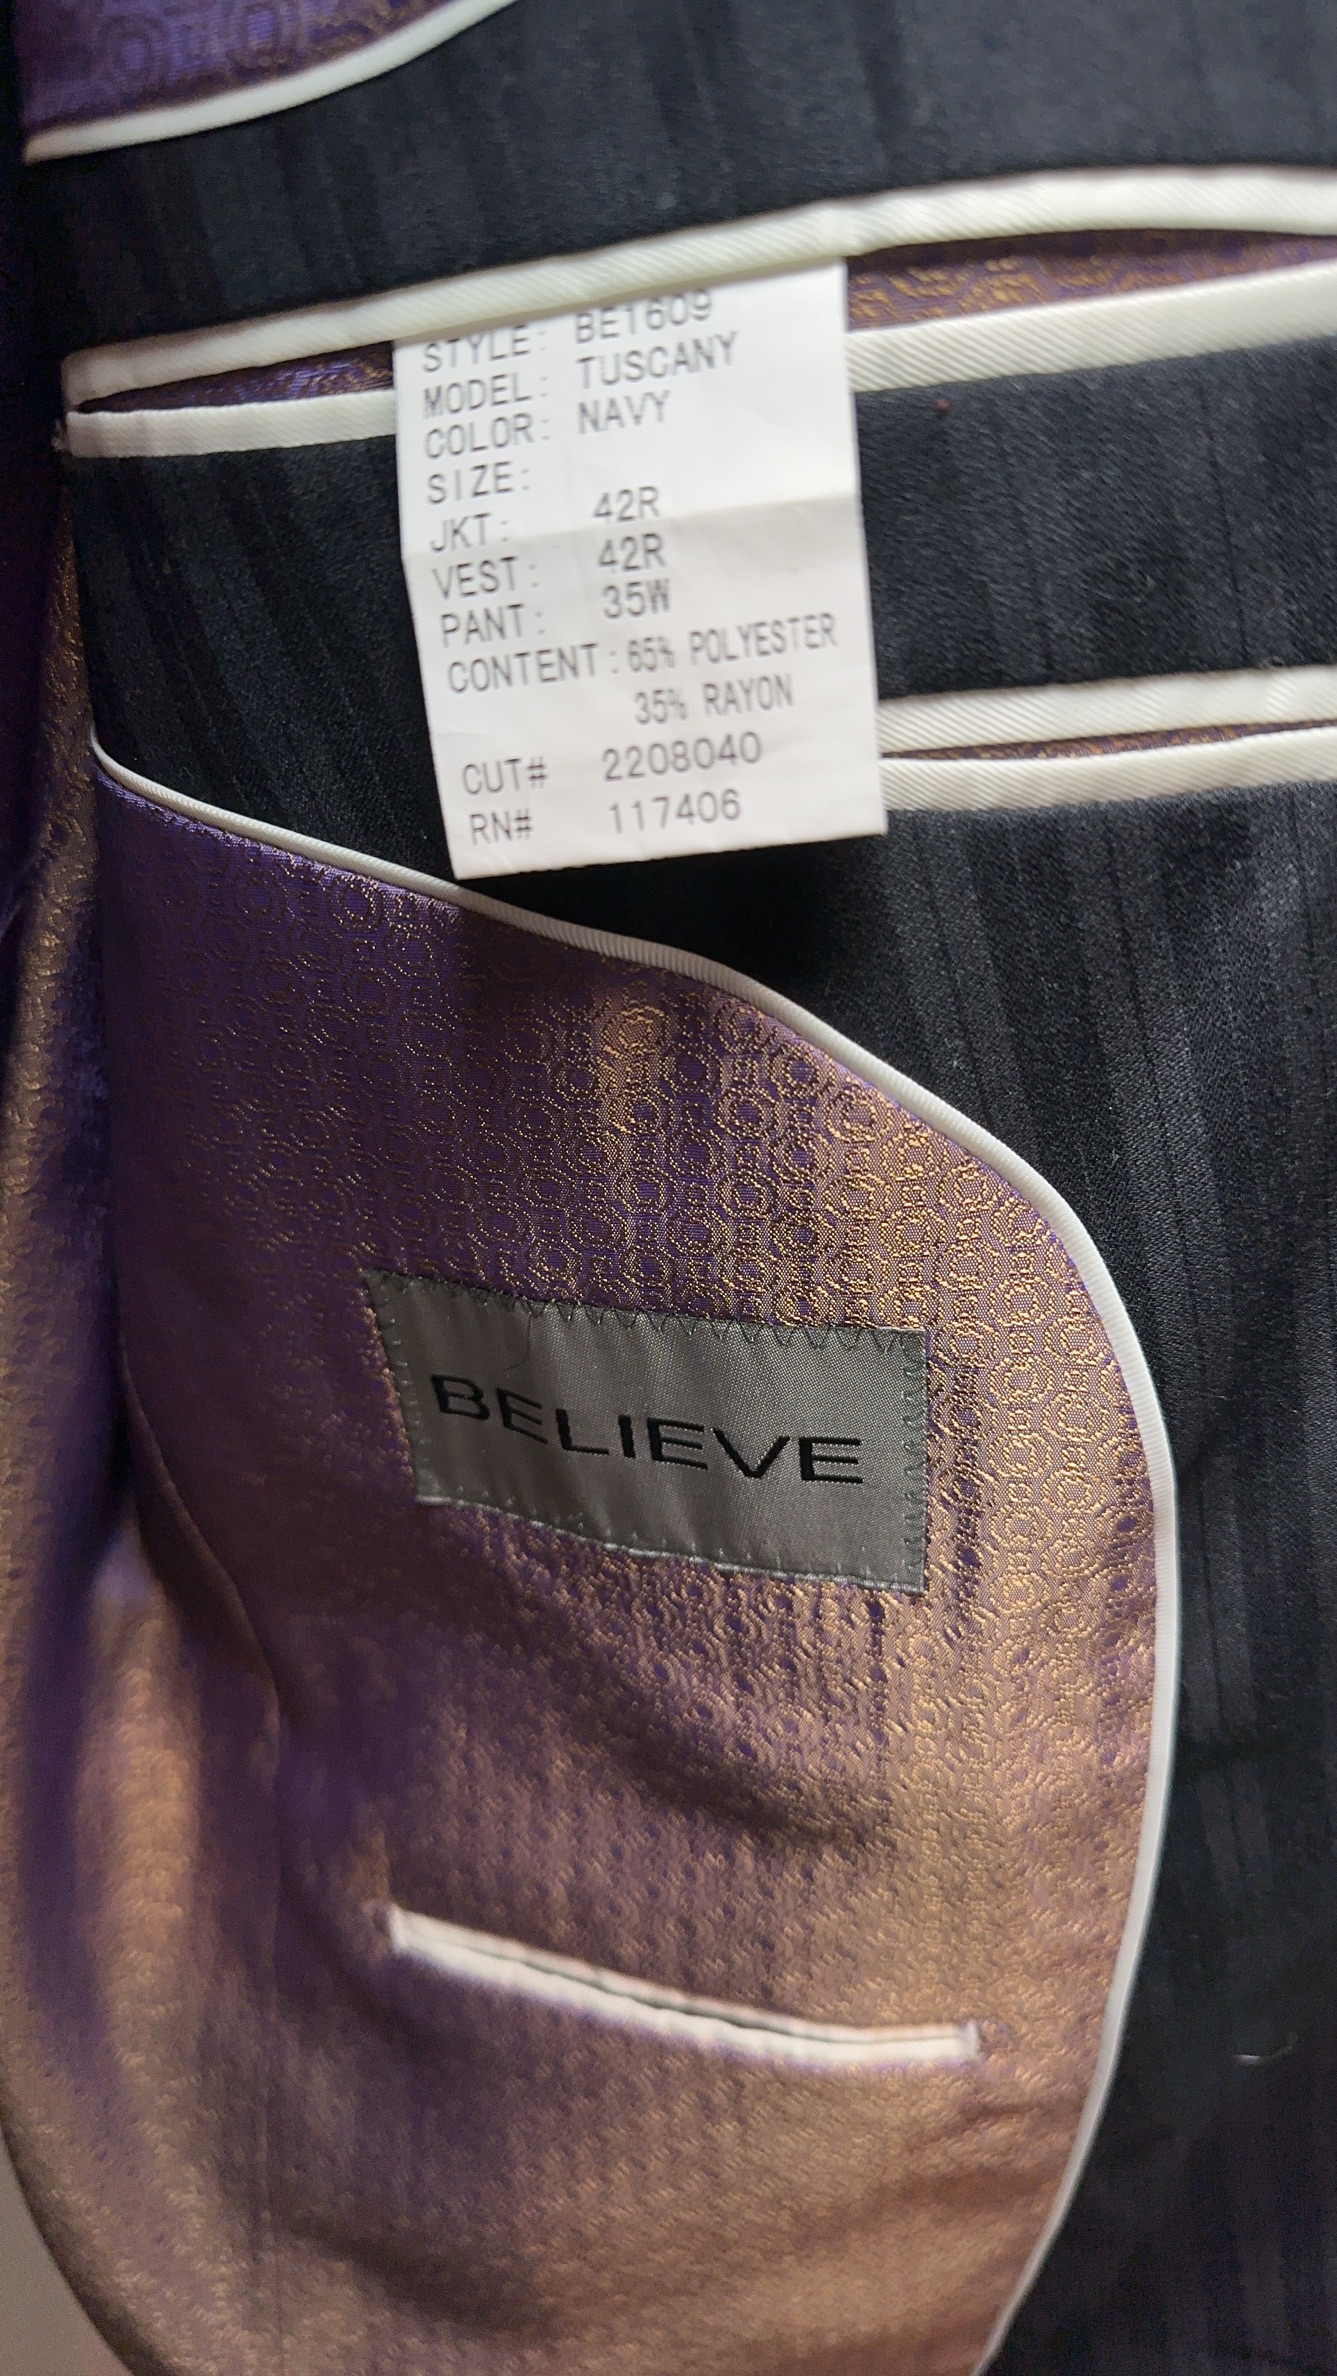 STYLE: BE1609
MODEL: TUSCANY
COLOR: NAVY
SIZE:
JKT: 42R
VEST: 42R
PANT: 35W
CONTENT: 65% POLYESTER
35% RAYON
CUT# 2208040
RN# 117406
BELIEVE